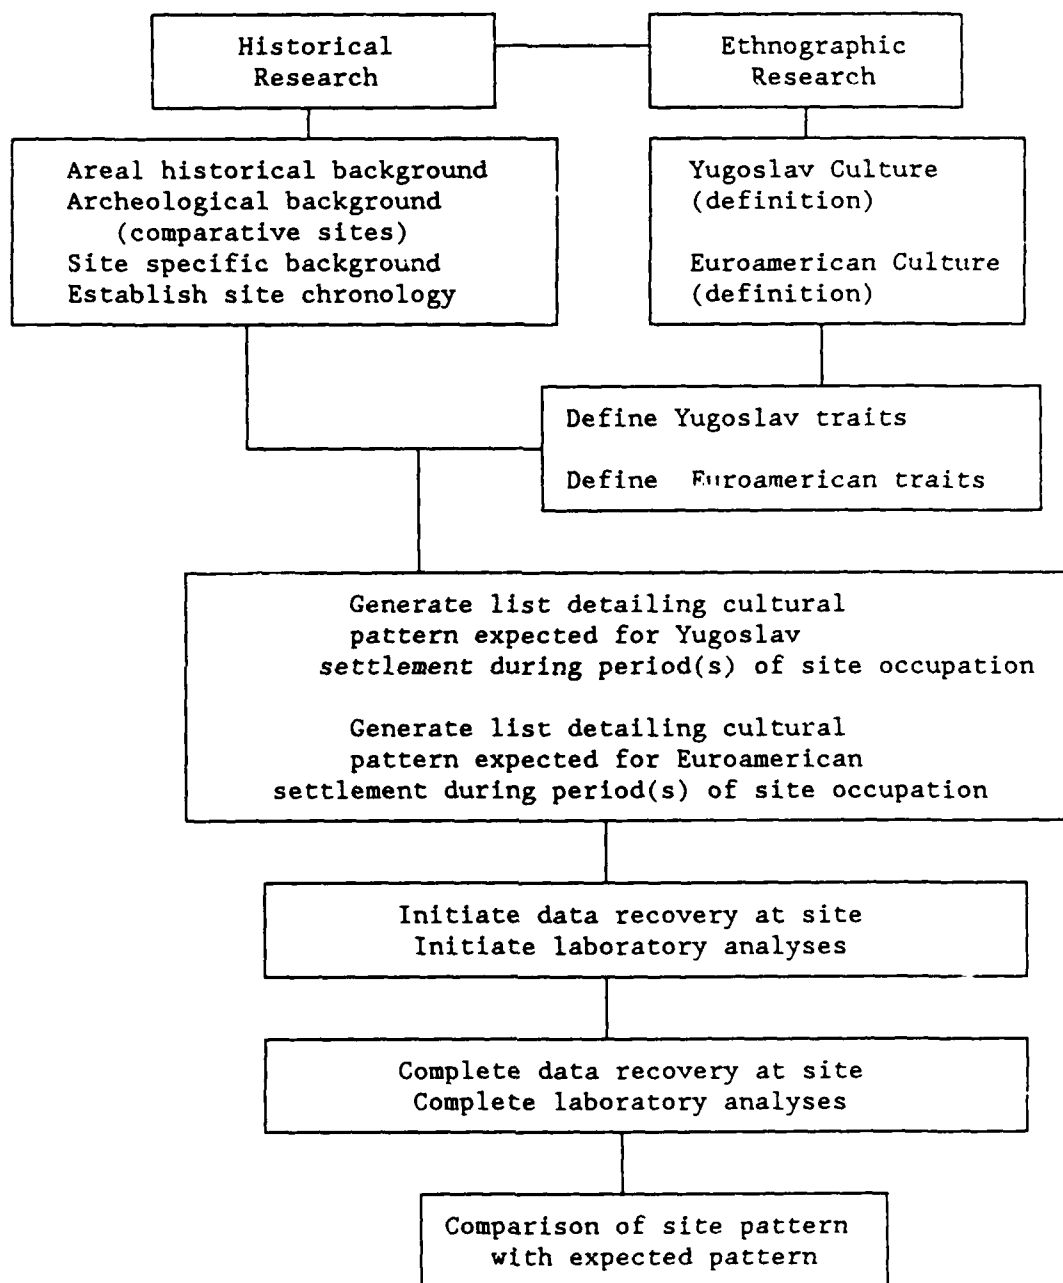 Historical
Research
Ethnographic
Research
Areal historical background
Archeological background
(comparative sites)
Site specific background
Establish site chronology
Yugoslav Culture
(definition)
Euroamerican Culture
(definition)
Define Yugoslav traits
Define Euroamerican traits
Generate list detailing cultural
pattern expected for Yugoslav
settlement during period(s) of site occupation
Generate list detailing cultural
pattern expected for Euroamerican
settlement during period(s) of site occupation
Initiate data recovery at site
Initiate laboratory analyses
Complete data recovery at site
Complete laboratory analyses
Comparison of site pattern
with expected pattern